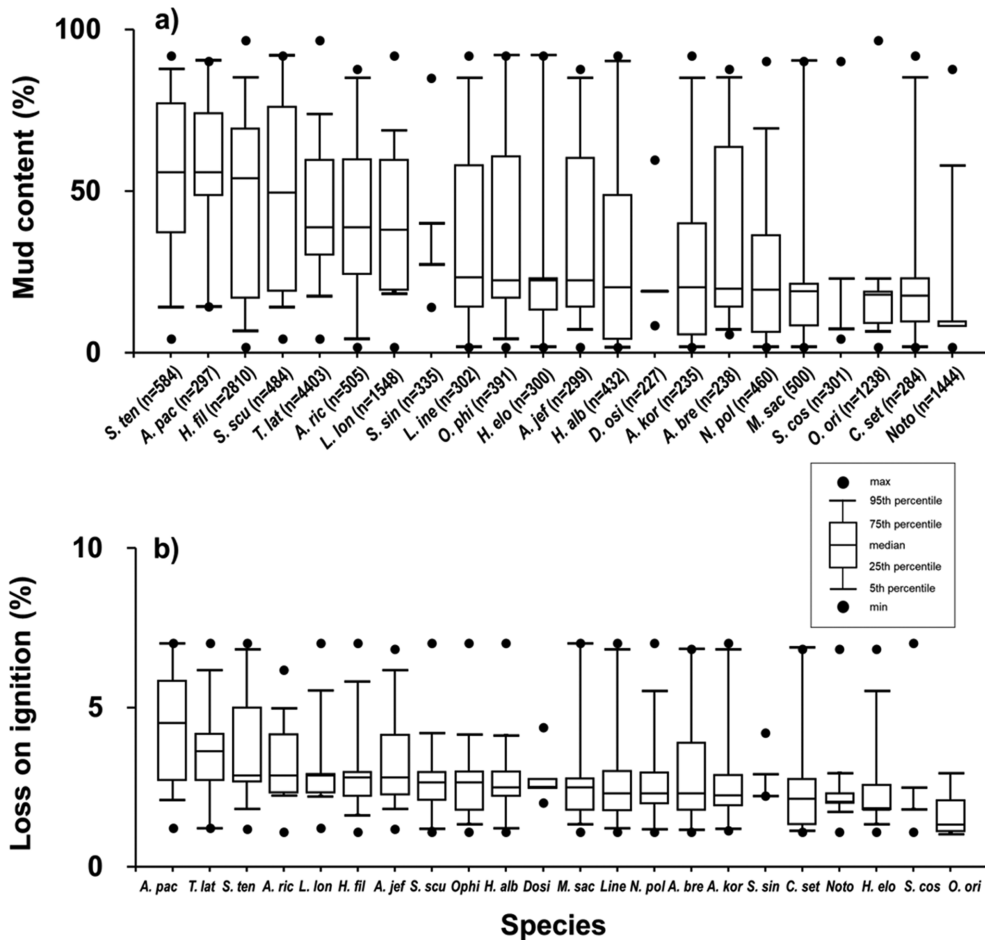 a)
100
50
0
Mud content (%)
S. ten (n=584)
A. pac (n=297)
H. fil (n=2810)
S. scu (n=484)
T. lat (n=4403)
A. ric (n=505)
L. lon (n=1548)
S. sin (n=335)
L. ine (n=302)
O. phi (n=391)
H. elo (n=300)
A. jef (n=299)
H. alb (n=432)
D. osi (n=227)
A. kor (n=235)
A. bre (n=238)
N. pol (n=460)
M. sac (500)
S. cos (n=301)
O. ori (n=1238)
C. set (n=284)
Noto (n=1444)
max
95th percentile
75th percentile
median
25th percentile
5th percentile
min
b)
10
5
0
Loss on ignition (%)
A. pac T. lat S. ten A. ric L. lon H. fil A. jef S. scu Ophi H. alb Dosi M. sac Line N. pol A. bre A. kor S. sin C. set Noto H. elo S. cos O. ori
Species